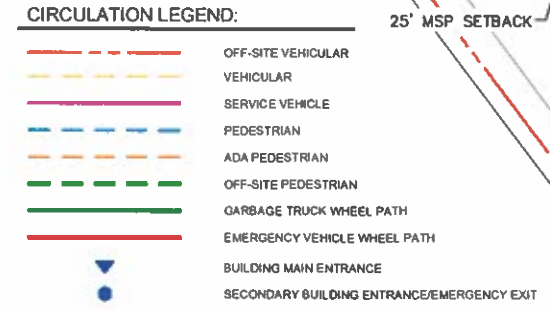 CIRCULATION LEGEND:
25' MSP SETBACK
OFF-SITE VEHICULAR
VEHICULAR
SERVICE VEHICLE
PEDESTRIAN
ADA PEDESTRIAN
OFF-SITE PEDESTRIAN
GARBAGE TRUCK WHEEL PATH
EMERGENCY VEHICLE WHEEL PATH
BUILDING MAIN ENTRANCE
SECONDARY BUILDING ENTRANCE/EMERGENCY EXIT